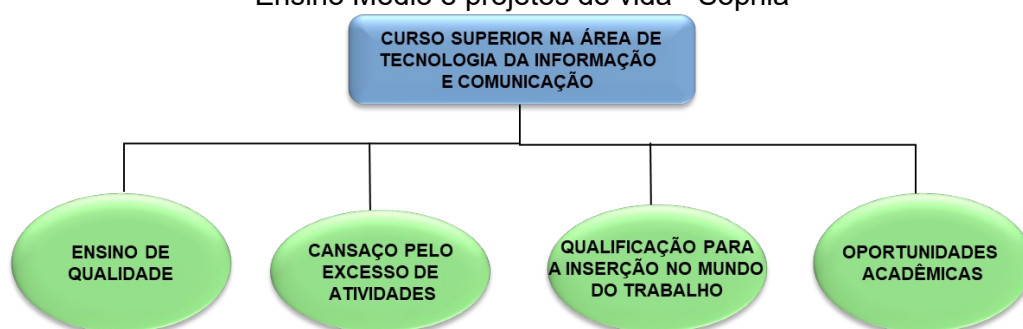 Ensino Médio e projetos de vida - Sophia
CURSO SUPERIOR NA ÁREA DE
TECNOLOGIA DA INFORMAÇÃO
E COMUNICAÇÃO
ENSINO DE
QUALIDADE
CANSAÇO PELO
EXCESSO DE
ATIVIDADES
QUALIFICAÇÃO PARA
A INSERÇÃO NO MUNDO
DO TRABALHO
OPORTUNIDADES
ACADÊMICAS